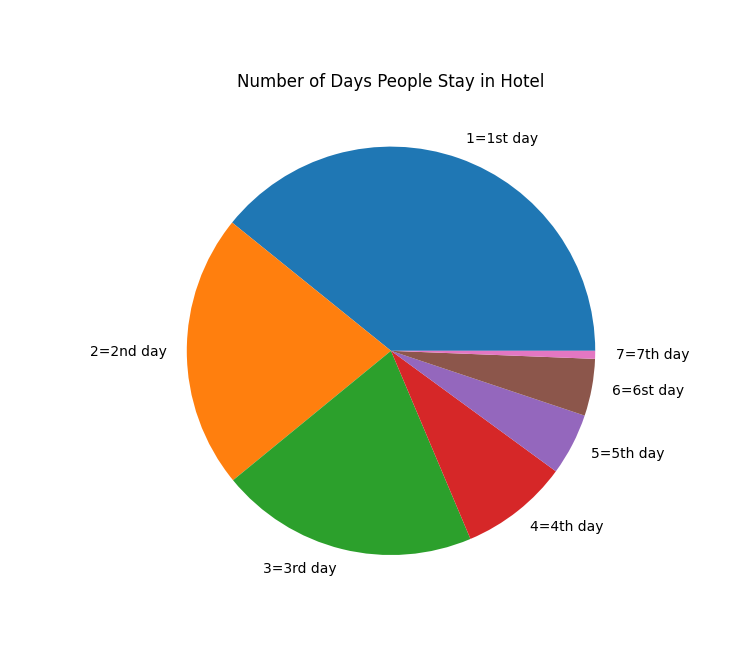 Number of Days People Stay in Hotel
1=1st day
2=2nd day
3=3rd day
4=4th day
5=5th day
6=6st day
7=7th day